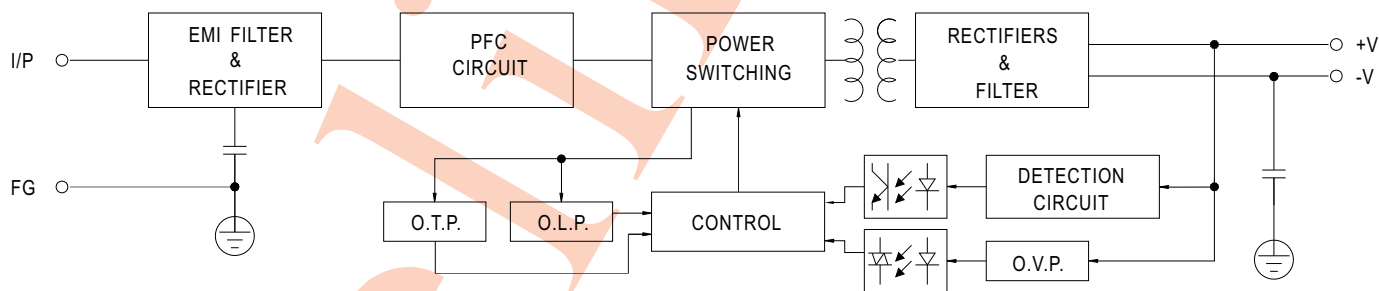 I/P
EMI FILTER
&
RECTIFIER
PFC
CIRCUIT
POWER
SWITCHING
RECTIFIERS
&
FILTER
+V
-V
FG
O.T.P.
O.L.P.
CONTROL
DETECTION
CIRCUIT
O.V.P.